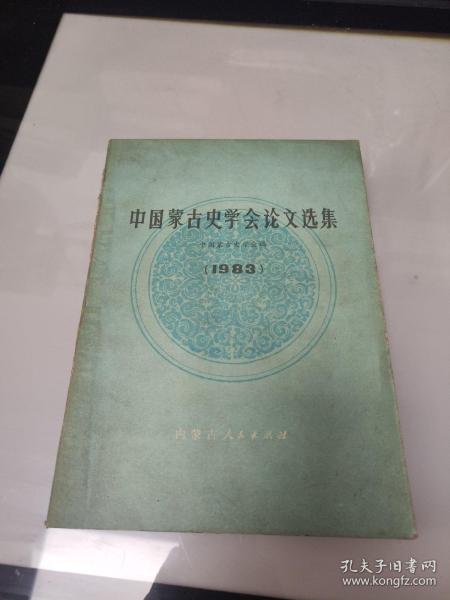 中国蒙古史学会论文选集
中国蒙古史学会编
(1983)
内蒙古人民出版社
孔夫子旧书网
www.kongfz.com